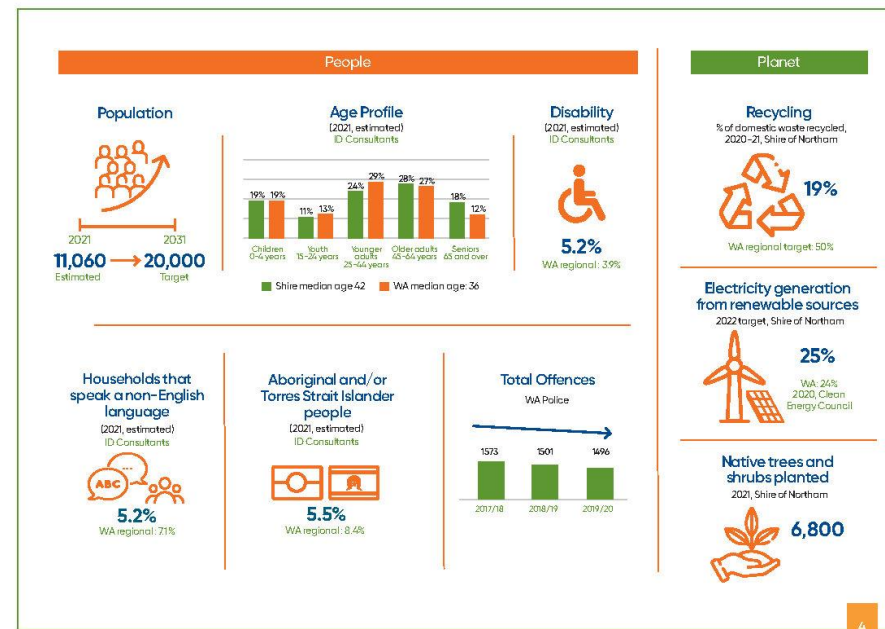 People
Population
2021
2031
11,060
20,000
Estimated
Target
Age Profile
(2021, estimated)
ID Consultants
19%
19%
11%
13%
24%
29%
28%
27%
18%
12%
Children
0-4 years
Youth
15-24 years
Younger
adults
25-44 years
Older adults
45-64 years
Seniors
65 and over
Shire median age 42
WA median age: 36
Disability
(2021, estimated)
ID Consultants
5.2%
WA regional: 3.9%
Households that
speak a non-English
language
(2021, estimated)
ID Consultants
ABC
5.2%
WA regional: 7.1%
Aboriginal and/or
Torres Strait Islander
people
(2021, estimated)
ID Consultants
5.5%
WA regional: 8.4%
Total Offences
WA Police
1573
1501
1496
2017/18
2018/19
2019/20
Planet
Recycling
% of domestic waste recycled,
2020-21, Shire of Northam
19%
WA regional target: 50%
Electricity generation
from renewable sources
2022 target, Shire of Northam
25%
WA: 24%
2020, Clean
Energy Council
Native trees and
shrubs planted
2021, Shire of Northam
6,800
4